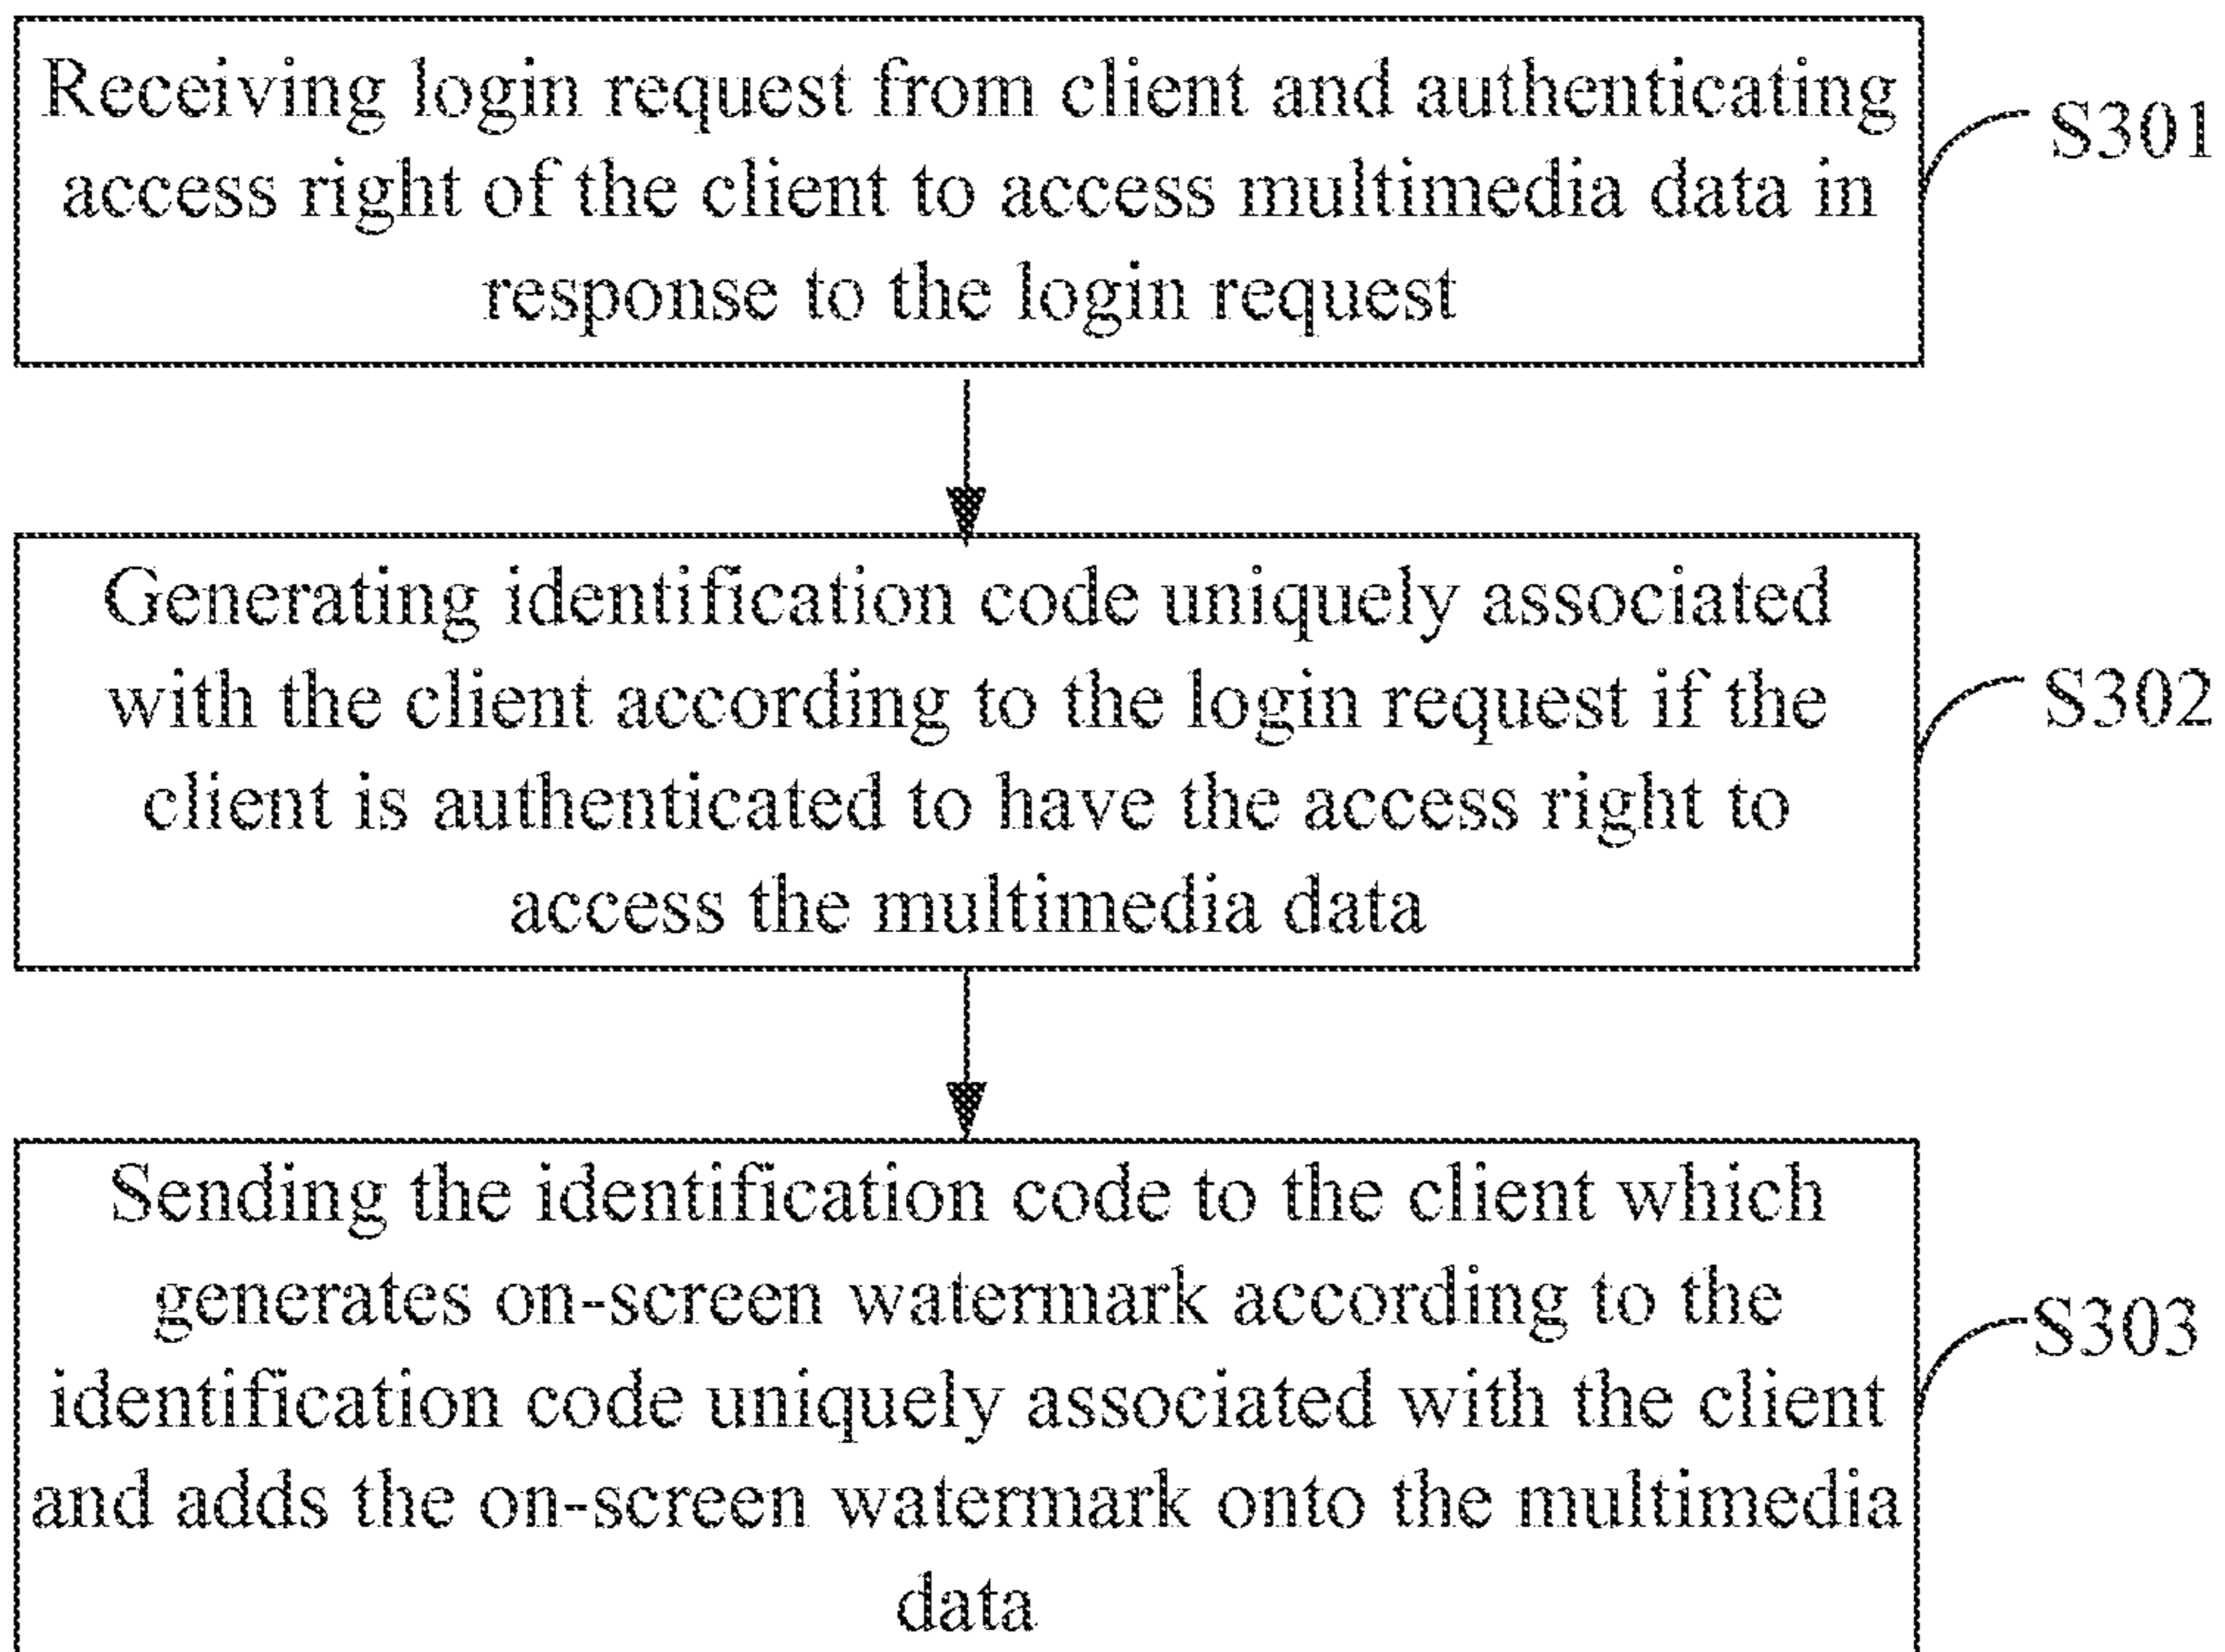 Receiving login request from client and authenticating
access right of the client to access multimedia data in
response to the login request
S301
Generating identification code uniquely associated
with the client according to the login request if the
client is authenticated to have the access right to
access the multimedia data
S302
Sending the identification code to the client which
generates on-screen watermark according to the
identification code uniquely associated with the client
and adds the on-screen watermark onto the multimedia
data
S303